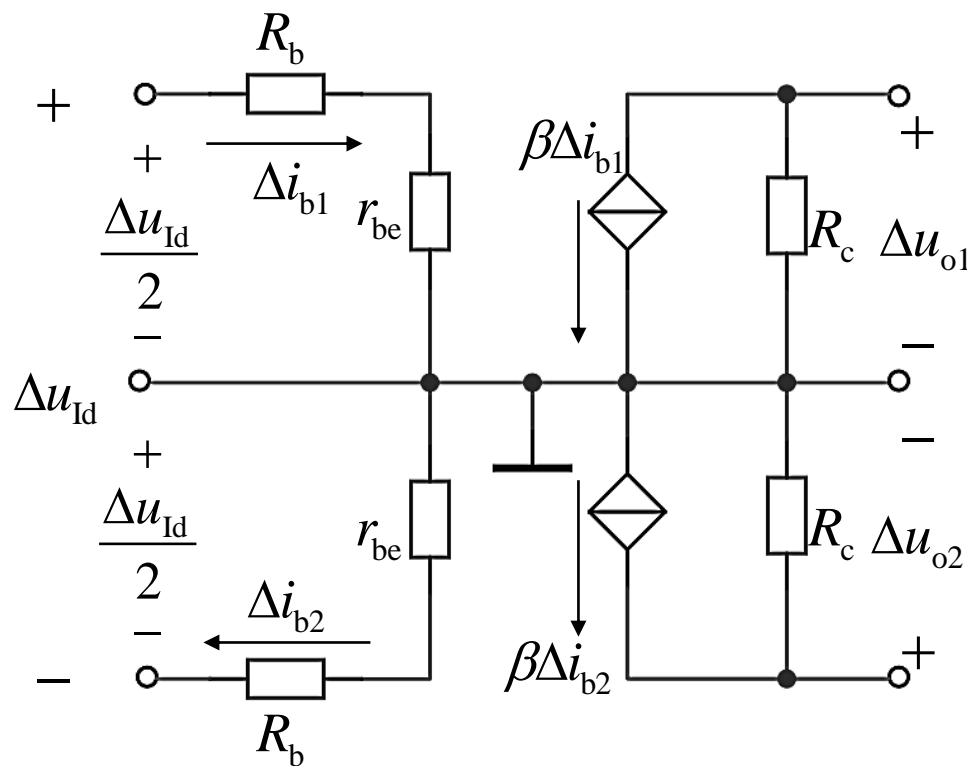 R_b
+
+
Δi_b1
βΔi_b1
+
Δu_Id
2
r_be
R_c
Δu_o1
−
−
Δu_Id
−
+
Δu_Id
2
r_be
R_c
Δu_o2
−
Δi_b2
βΔi_b2
+
−
R_b